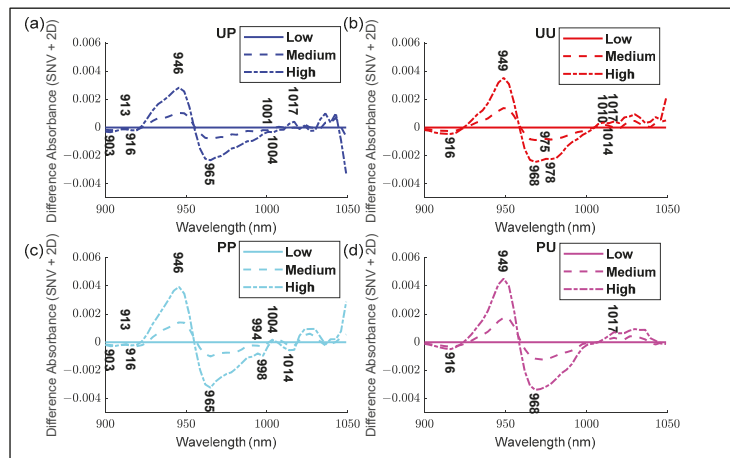 (a)
UP
Low
Medium
High
946
913
903
916
965
1001
1004
1017
0.006
0.004
0.002
0
−0.002
−0.004
900
950
1000
1050
Difference Absorbance (SNV + 2D)
Wavelength (nm)
(b)
UU
Low
Medium
High
949
916
968
975
978
1010
1017
1014
0.006
0.004
0.002
0
−0.002
−0.004
900
950
1000
1050
Difference Absorbance (SNV + 2D)
Wavelength (nm)
(c)
PP
Low
Medium
High
946
913
903
916
965
994
998
1004
1014
0.006
0.004
0.002
0
−0.002
−0.004
900
950
1000
1050
Difference Absorbance (SNV + 2D)
Wavelength (nm)
(d)
PU
Low
Medium
High
949
916
968
1017
0.006
0.004
0.002
0
−0.002
−0.004
900
950
1000
1050
Difference Absorbance (SNV + 2D)
Wavelength (nm)